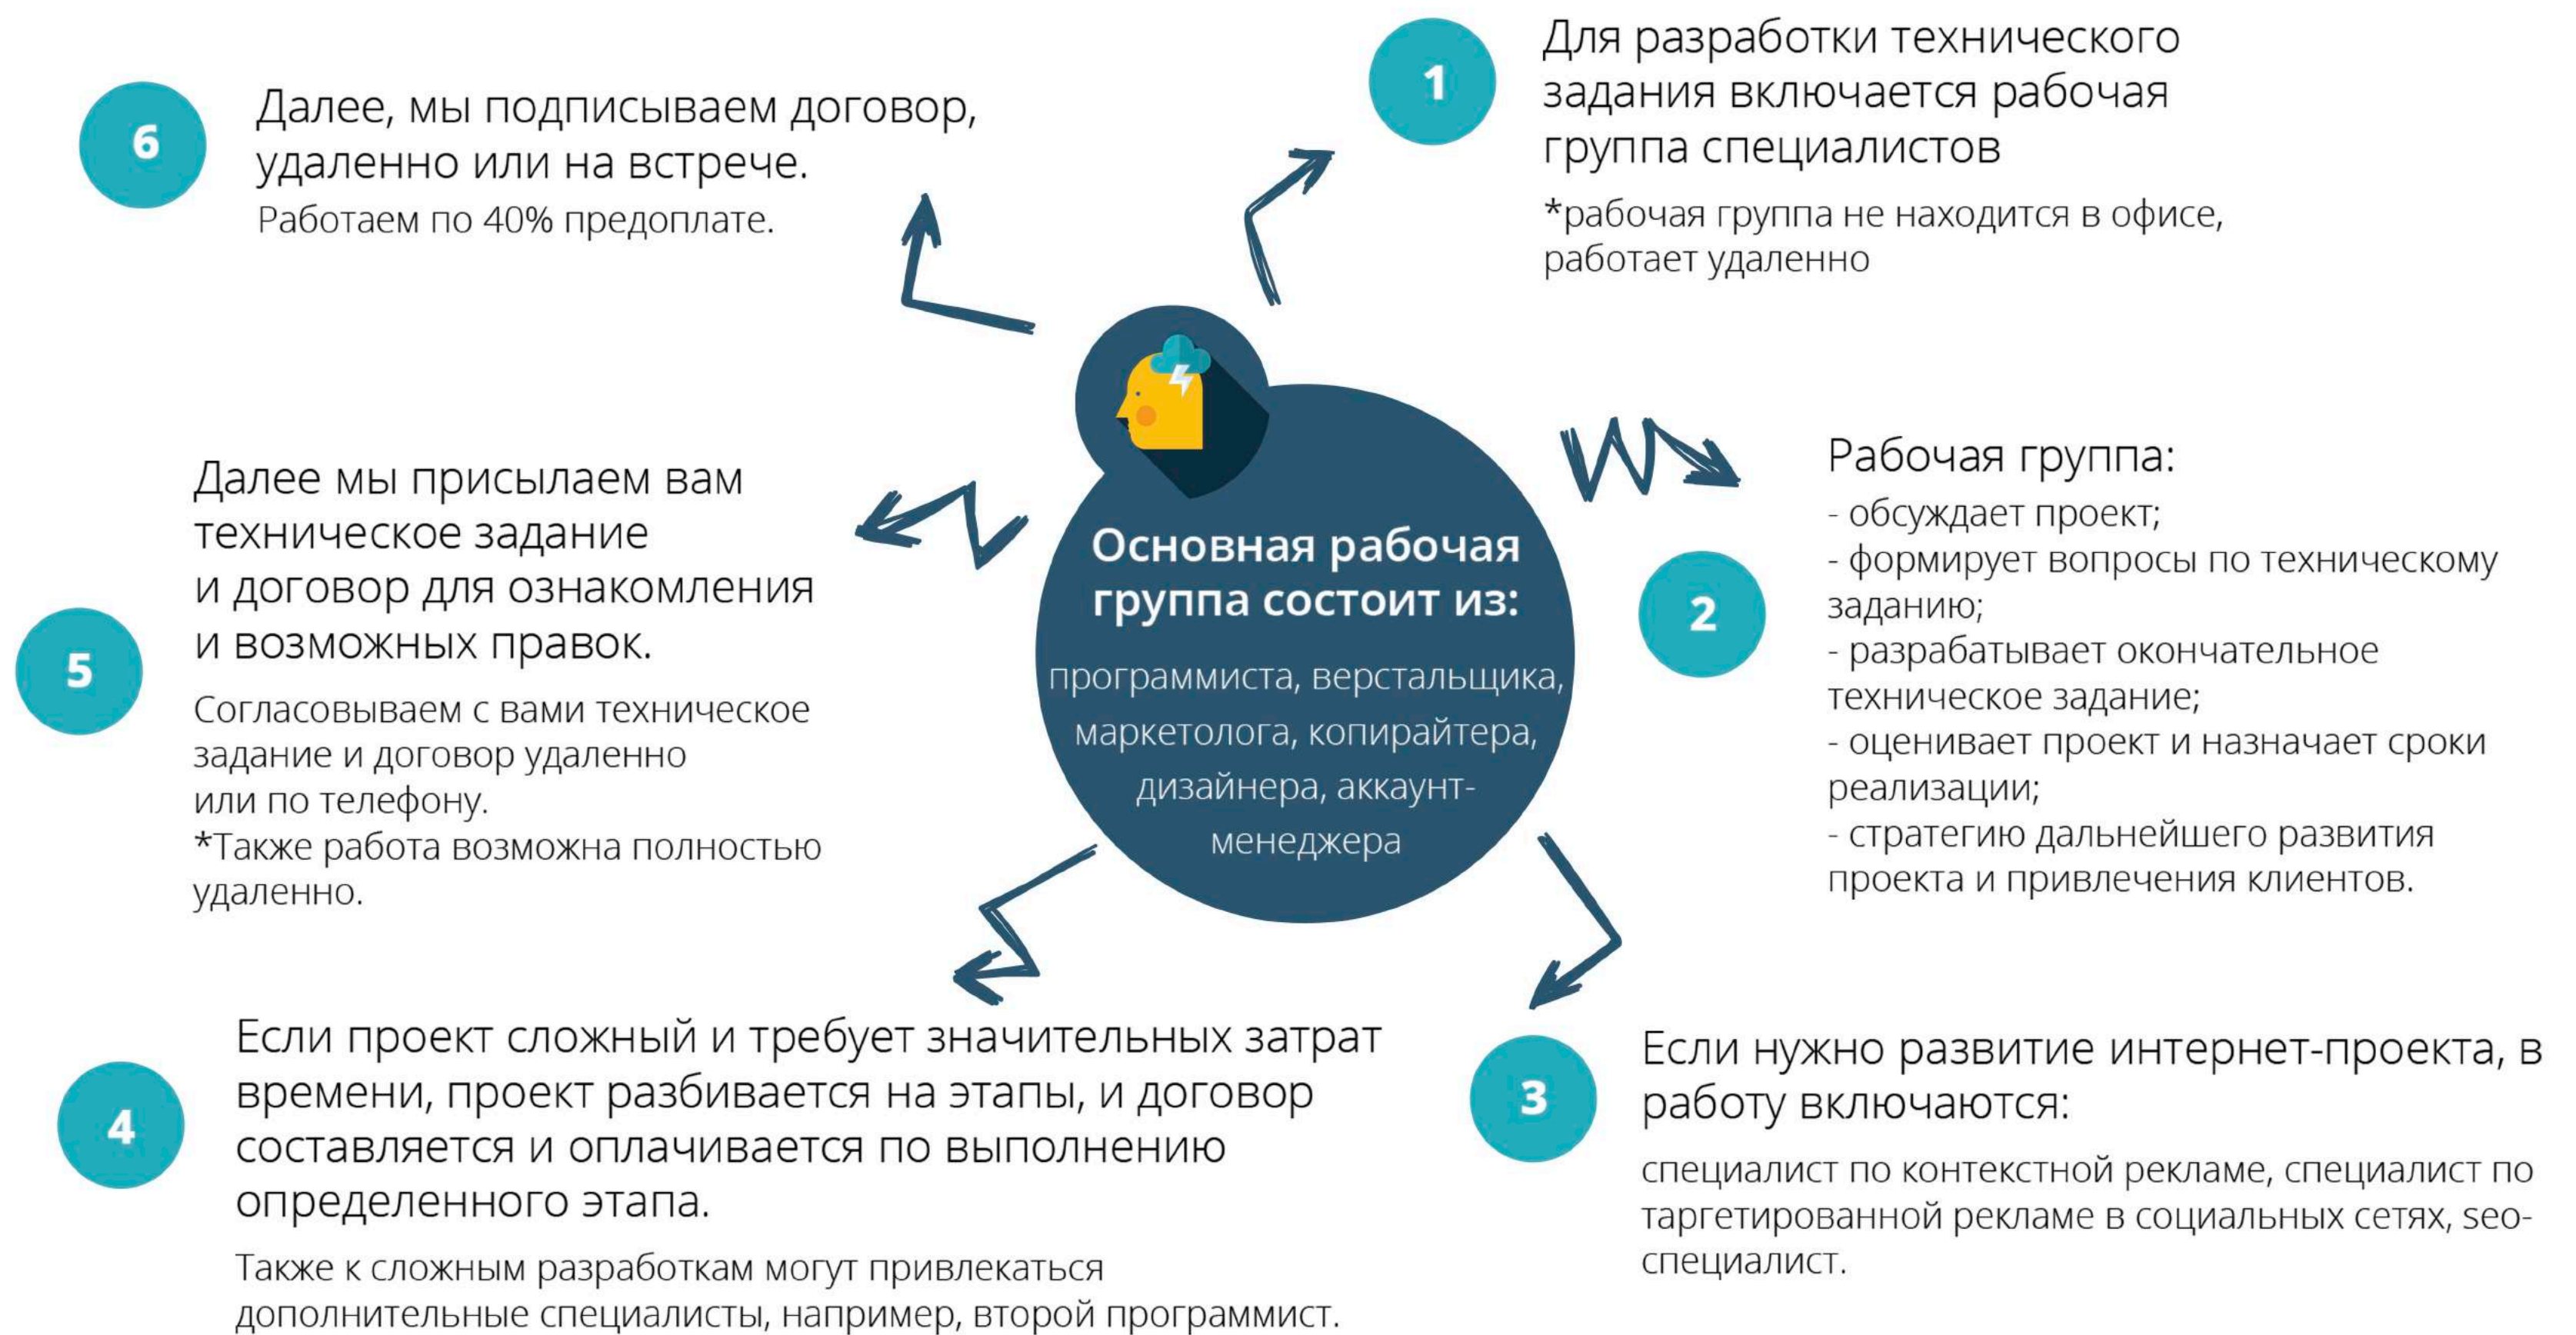 1
Для разработки технического
задания включается рабочая
группа специалистов
*рабочая группа не находится в офисе,
работает удаленно
2
Рабочая группа:
- обсуждает проект;
- формирует вопросы по техническому
заданию;
- разрабатывает окончательное
техническое задание;
- оценивает проект и назначает сроки
реализации;
- стратегию дальнейшего развития
проекта и привлечения клиентов.
3
Если нужно развитие интернет-проекта, в
работу включаются:
специалист по контекстной рекламе, специалист по
таргетированной рекламе в социальных сетях, seo-
специалист.
4
Если проект сложный и требует значительных затрат
времени, проект разбивается на этапы, и договор
составляется и оплачивается по выполнению
определенного этапа.
Также к сложным разработкам могут привлекаться
дополнительные специалисты, например, второй программист.
5
Далее мы присылаем вам
техническое задание
и договор для ознакомления
и возможных правок.
Согласовываем с вами техническое
задание и договор удаленно
или по телефону.
*Также работа возможна полностью
удаленно.
6
Далее, мы подписываем договор,
удаленно или на встрече.
Работаем по 40% предоплате.
Основная рабочая
группа состоит из:
программиста, верстальщика,
маркетолога, копирайтера,
дизайнера, аккаунт-
менеджера